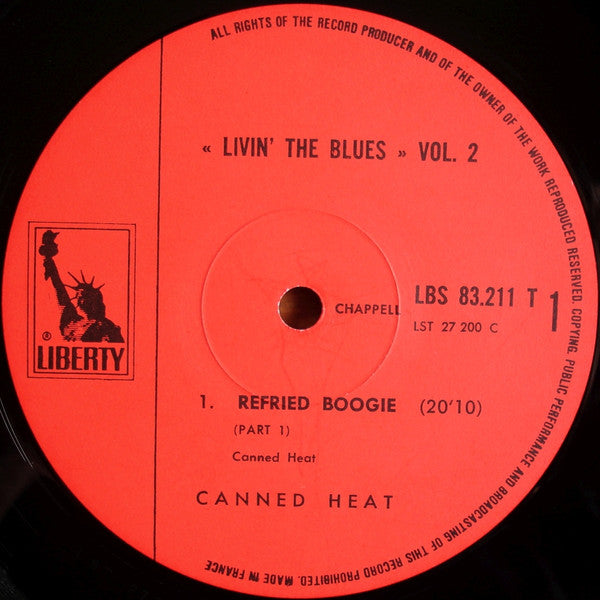 ALL RIGHTS OF THE RECORD PRODUCER AND OF THE OWNER OF THE WORK REPRODUCED RESERVED. COPYING, PUBLIC PERFORMANCE AND BROADCASTING OF THIS RECORD PROHIBITED. MADE IN FRANCE
« LIVIN' THE BLUES » VOL. 2
® LIBERTY
CHAPPELL
LBS 83.211 T 1
LST 27 200 C
1. REFRIED BOOGIE (20'10)
(PART 1)
Canned Heat
CANNED HEAT